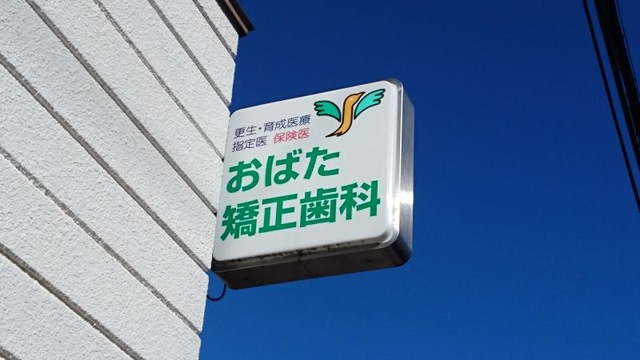 更生・育成医療
指定医 保険医
おばた
矯正歯科